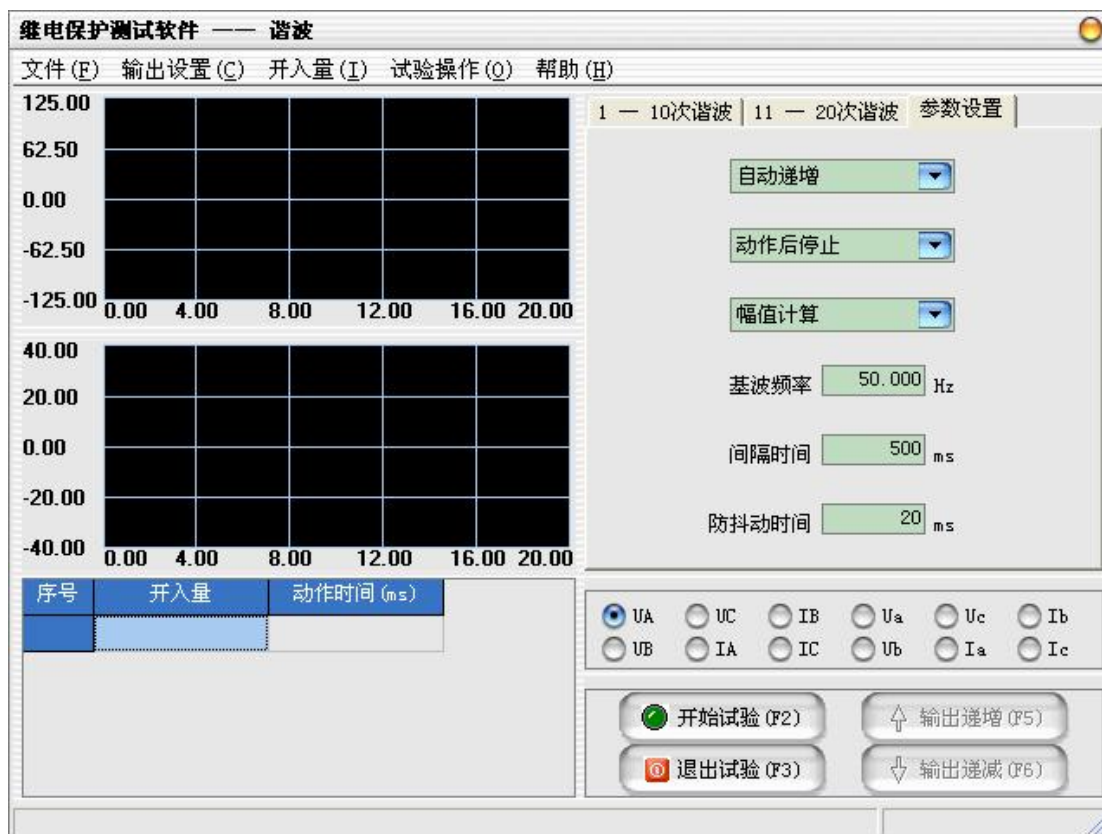 继电保护测试软件 —— 谐波
文件(F) 输出设置(C) 开入量(I) 试验操作(O) 帮助(H)
125.00
62.50
0.00
-62.50
-125.00
0.00 4.00 8.00 12.00 16.00 20.00
40.00
20.00
0.00
-20.00
-40.00
0.00 4.00 8.00 12.00 16.00 20.00
序号 开入量 动作时间(ms)
1 — 10次谐波 11 — 20次谐波 参数设置
自动递增
动作后停止
幅值计算
基波频率 50.000 Hz
间隔时间 500 ms
防抖动时间 20 ms
UA UC IB Ua Uc Ib
UB IA IC Ub Ia Ic
开始试验(F2) 输出递增(F5)
退出试验(F3) 输出递减(F6)